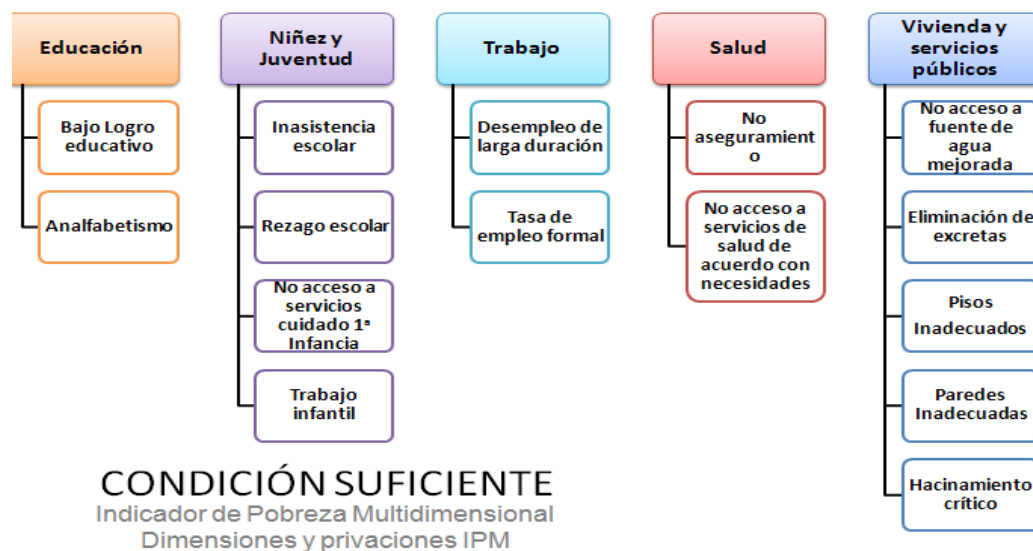 Educación
Bajo Logro
educativo
Analfabetismo
Niñez y
Juventud
Inasistencia
escolar
Rezago escolar
No acceso a
servicios
cuidado 1ª
Infancia
Trabajo
infantil
Trabajo
Desempleo de
larga duración
Tasa de
empleo formal
Salud
No
aseguramient
o
No acceso a
servicios de
salud de
acuerdo con
necesidades
Vivienda y
servicios
públicos
No acceso a
fuente de
agua
mejorada
Eliminación de
excretas
Pisos
Inadecuados
Paredes
Inadecuadas
Hacinamiento
crítico
CONDICIÓN SUFICIENTE
Indicador de Pobreza Multidimensional
Dimensiones y privaciones IPM